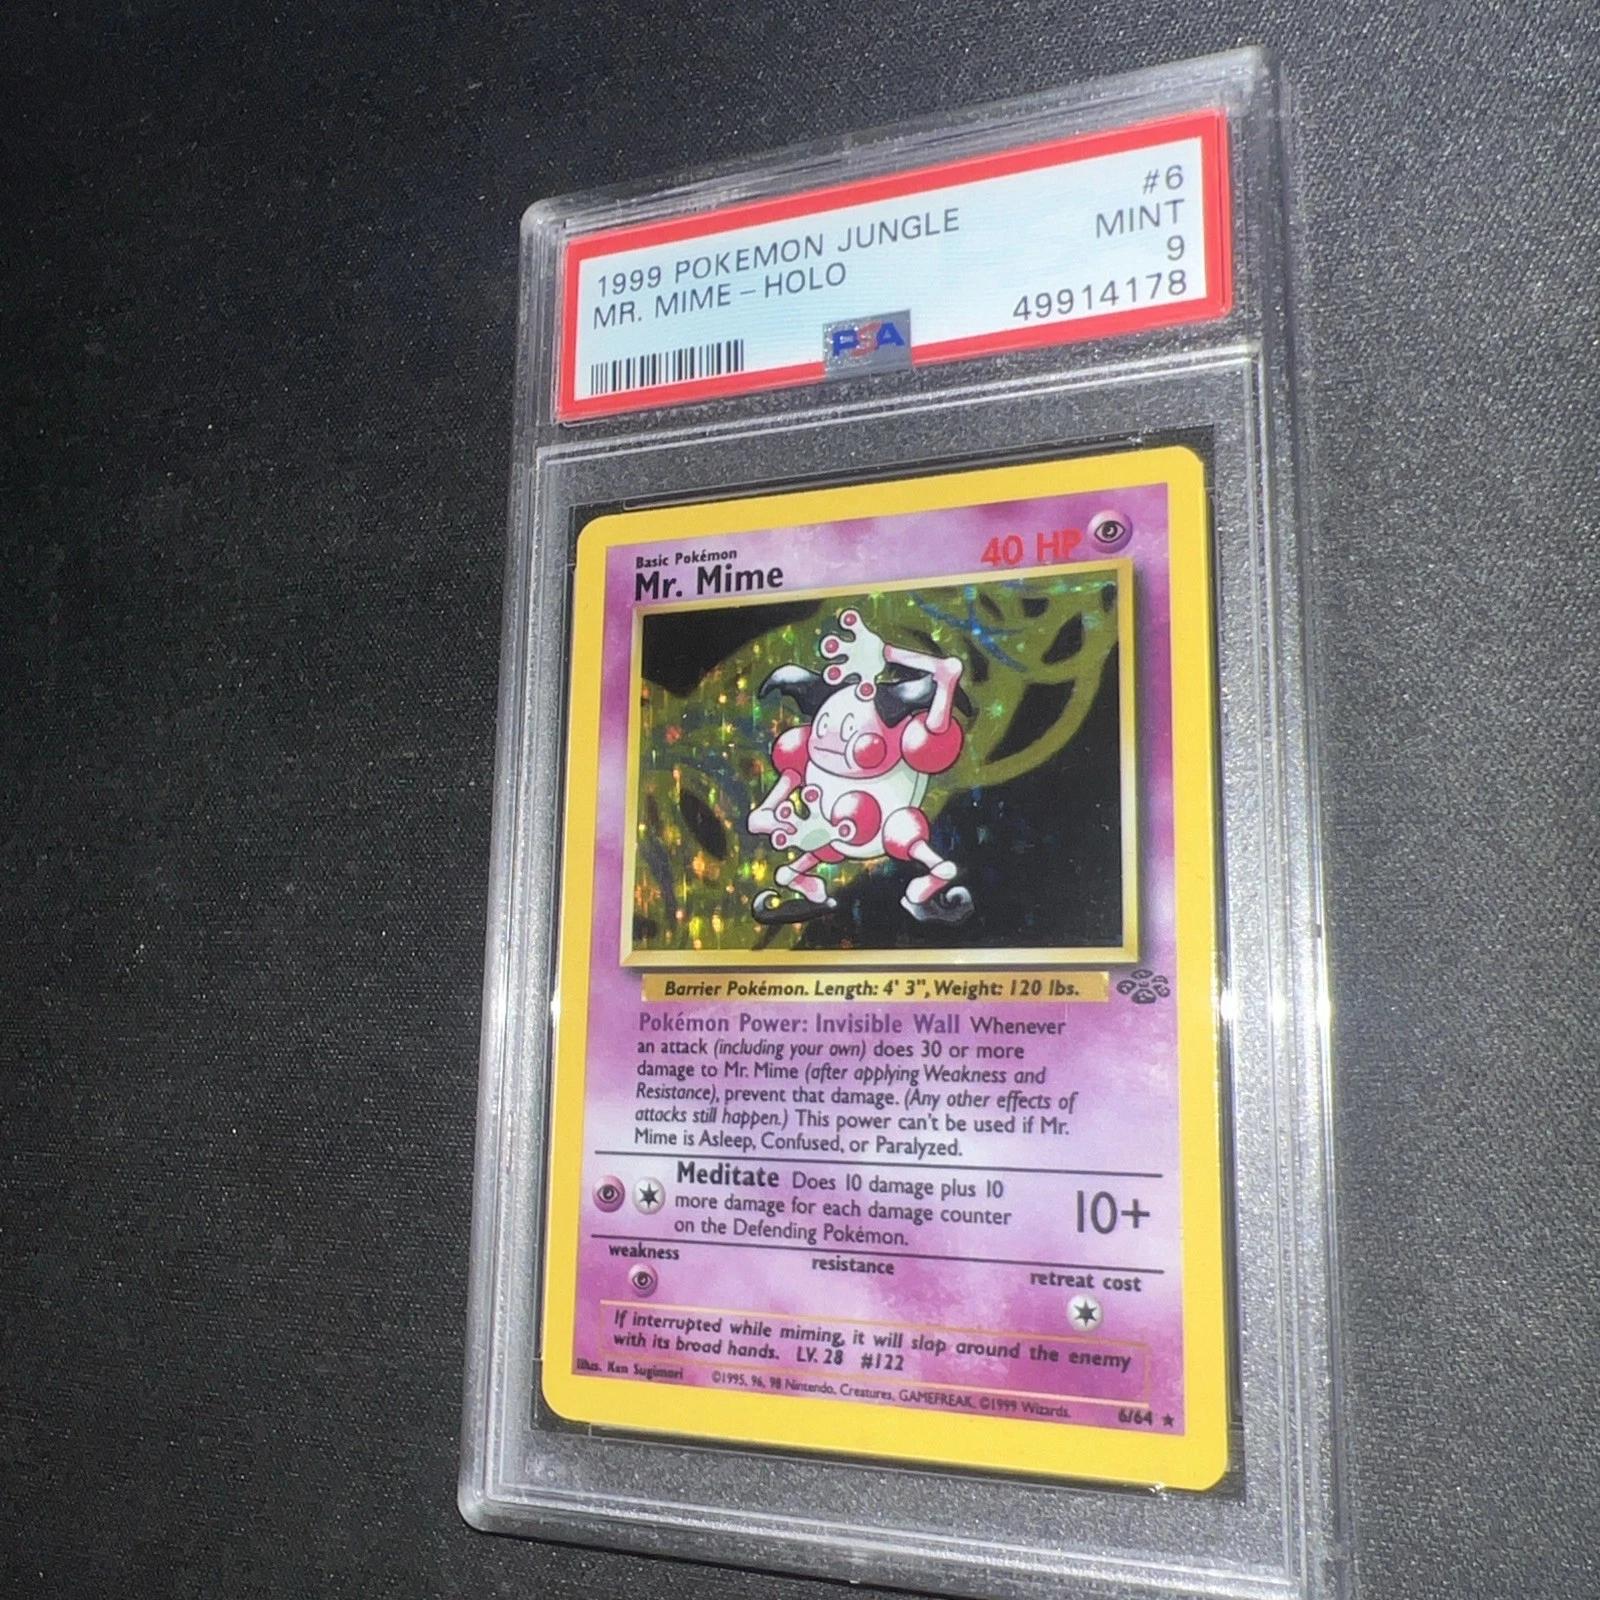 1999 POKEMON JUNGLE
MR. MIME - HOLO
#6
MINT
9
49914178
PSA
Basic Pokémon
Mr. Mime
40 HP
Barrier Pokémon. Length: 4' 3", Weight: 120 lbs.
Pokémon Power: Invisible Wall Whenever
an attack (including your own) does 30 or more
damage to Mr. Mime (after applying Weakness and
Resistance), prevent that damage. (Any other effects of
attacks still happen.) This power can't be used if Mr.
Mime is Asleep, Confused, or Paralyzed.
Meditate Does 10 damage plus 10
more damage for each damage counter
on the Defending Pokémon.
10+
weakness
resistance
retreat cost
If interrupted while miming, it will slap around the enemy
with its broad hands. LV. 28 #122
Illus. Ken Sugimori
©1995, 96, 98 Nintendo, Creatures, GAMEFREAK. ©1999 Wizards.
6/64 ★